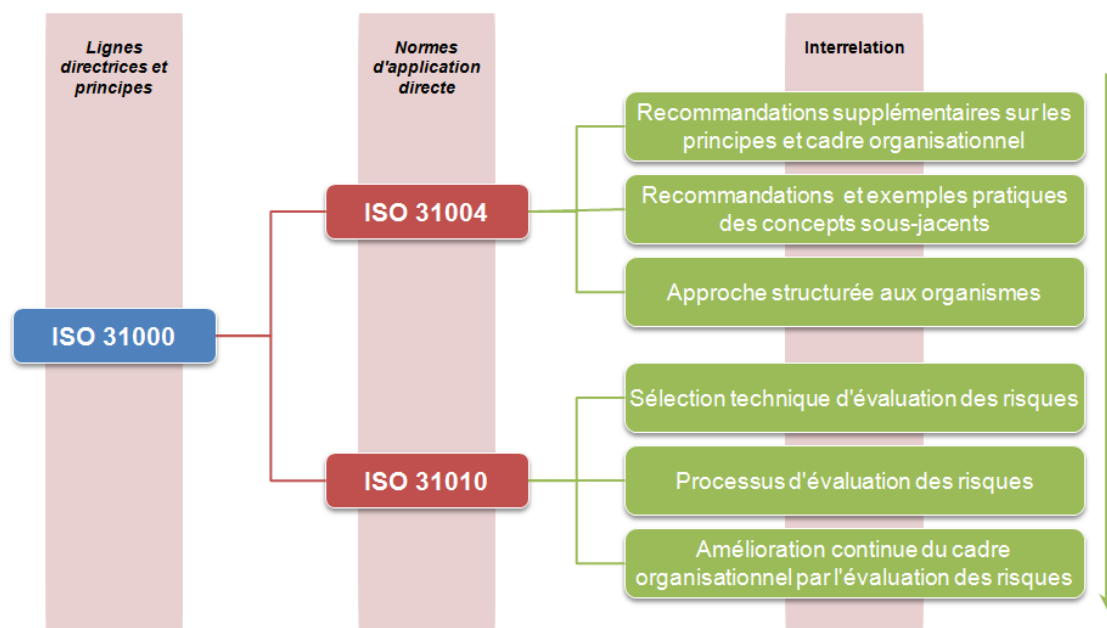 Lignes
directrices et
principes
Normes
d'application
directe
Interrelation
Recommandations supplémentaires sur les
principes et cadre organisationnel
ISO 31004
Recommandations et exemples pratiques
des concepts sous-jacents
Approche structurée aux organismes
ISO 31000
Sélection technique d'évaluation des risques
ISO 31010
Processus d'évaluation des risques
Amélioration continue du cadre
organisationnel par l'évaluation des risques